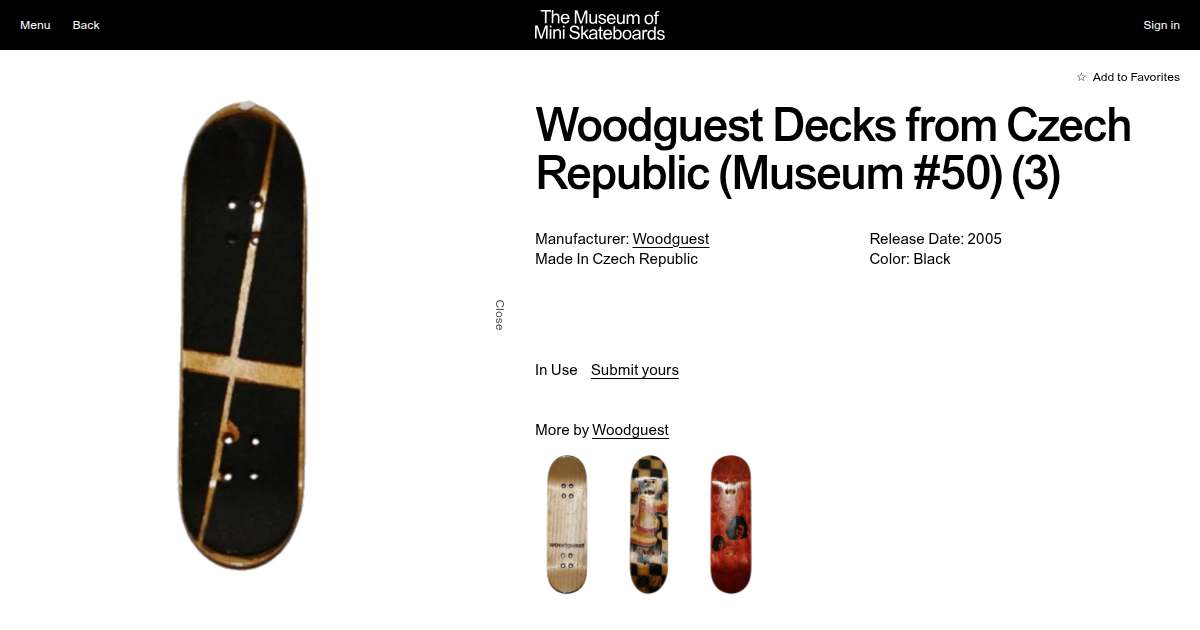 Menu
Back
The Museum of
Mini Skateboards
Sign in
☆ Add to Favorites
Woodguest Decks from Czech
Republic (Museum #50) (3)
Manufacturer: Woodguest
Made In Czech Republic
Release Date: 2005
Color: Black
Close
In Use Submit yours
More by Woodguest
woodguest